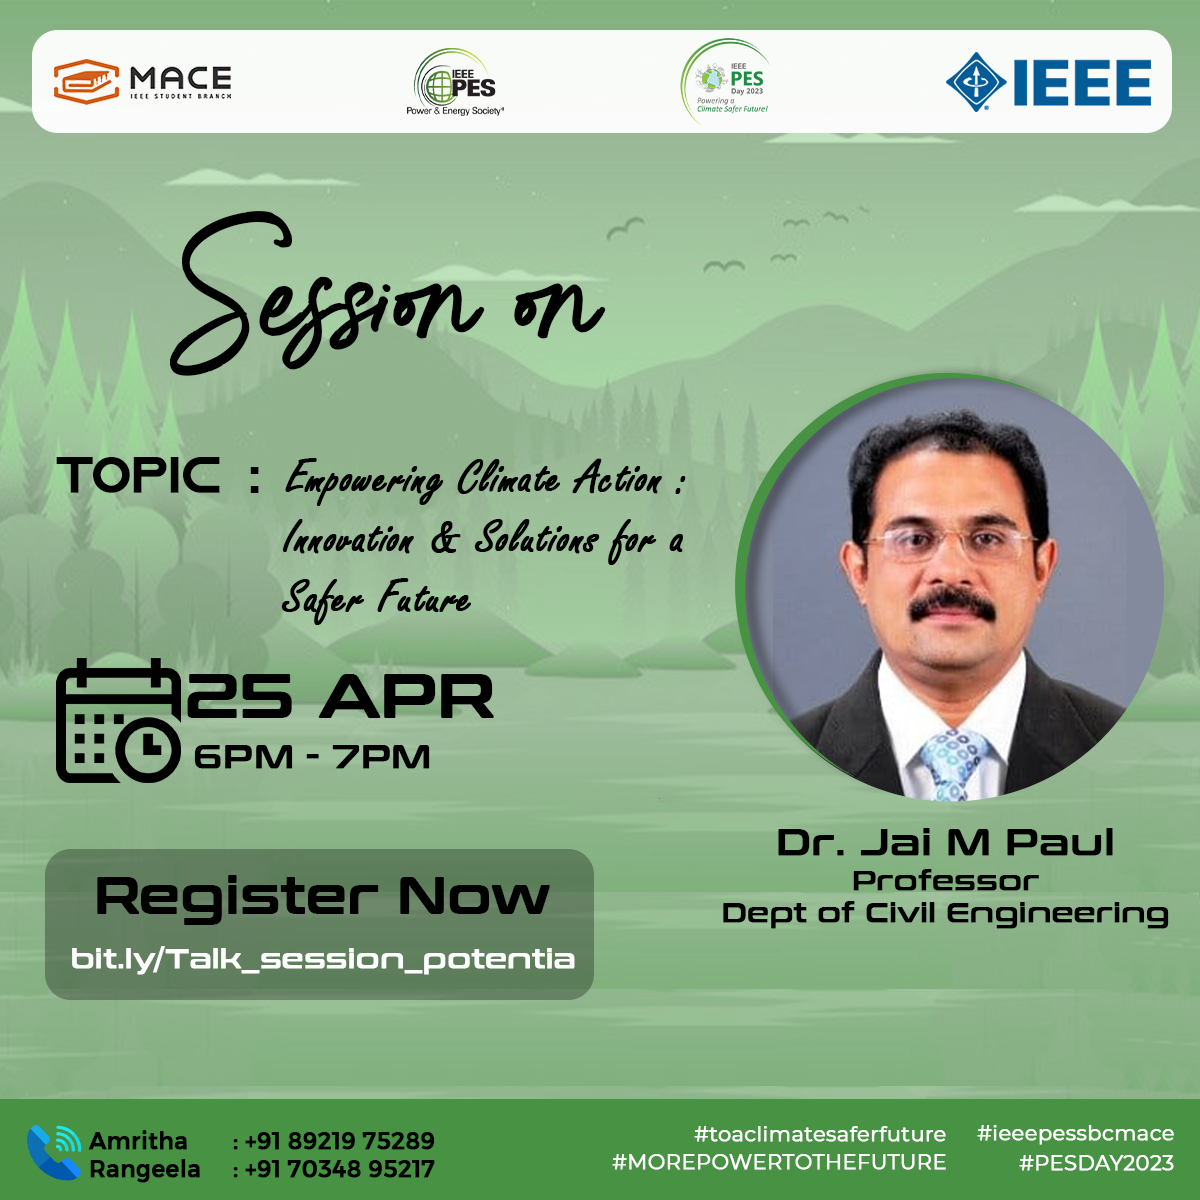 MACE
IEEE STUDENT BRANCH
IEEE
PES
Power & Energy Society®
IEEE
PES
Day 2023
Powering a
Climate Safer Future!
IEEE
Session on
TOPIC : Empowering Climate Action :
Innovation & Solutions for a
Safer Future
25 APR
6PM - 7PM
Register Now
bit.ly/Talk_session_potentia
Dr. Jai M Paul
Professor
Dept of Civil Engineering
Amritha : +91 89219 75289
Rangeela : +91 70348 95217
#toaclimatesaferfuture #ieeepessbcmace
#MOREPOWERTOTHEFUTURE #PESDAY2023